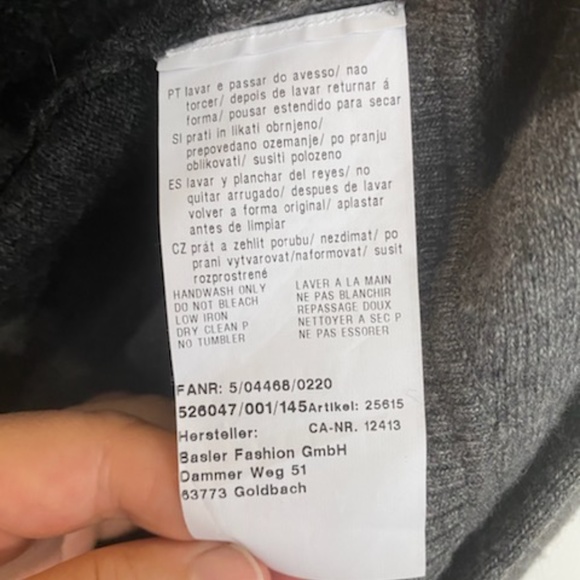 PT lavar e passar do avesso/ nao
torcer/ depois de lavar returnar á
forma/ pousar estendido para secar
SI prati in likati obrnjeno/
prepovedano ozemanje/ po pranju
oblikovati/ susiti polozeno
ES lavar y planchar del reyes/ no
quitar arrugado/ despues de lavar
volver a forma original/ aplastar
antes de limpiar
CZ prát a zehlit porubu/ nezdimat/ po
prani vytvarovat/naformovat/ susit
rozprostrené
HANDWASH ONLY LAVER A LA MAIN
DO NOT BLEACH NE PAS BLANCHIR
LOW IRON REPASSAGE DOUX
DRY CLEAN P NETTOYER A SEC P
NO TUMBLER NE PAS ESSORER
FANR: 5/04468/0220
526047/001/145 Artikel: 25615
Hersteller: CA-NR. 12413
Basler Fashion GmbH
Dammer Weg 51
63773 Goldbach